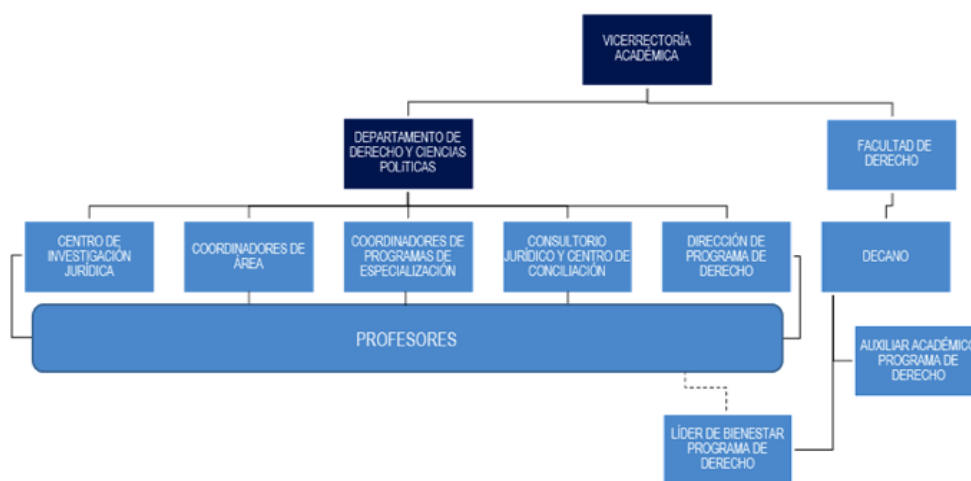 VICERRECTORÍA
ACADÉMICA
DEPARTAMENTO DE
DERECHO Y CIENCIAS
POLÍTICAS
FACULTAD DE
DERECHO
CENTRO DE
INVESTIGACIÓN
JURÍDICA
COORDINADORES DE
ÁREA
COORDINADORES DE
PROGRAMAS DE
ESPECIALIZACIÓN
CONSULTORIO
JURÍDICO Y CENTRO DE
CONCILIACIÓN
DIRECCIÓN DE
PROGRAMA DE
DERECHO
DECANO
PROFESORES
AUXILIAR ACADÉMICO
PROGRAMA DE
DERECHO
LÍDER DE BIENESTAR
PROGRAMA DE
DERECHO